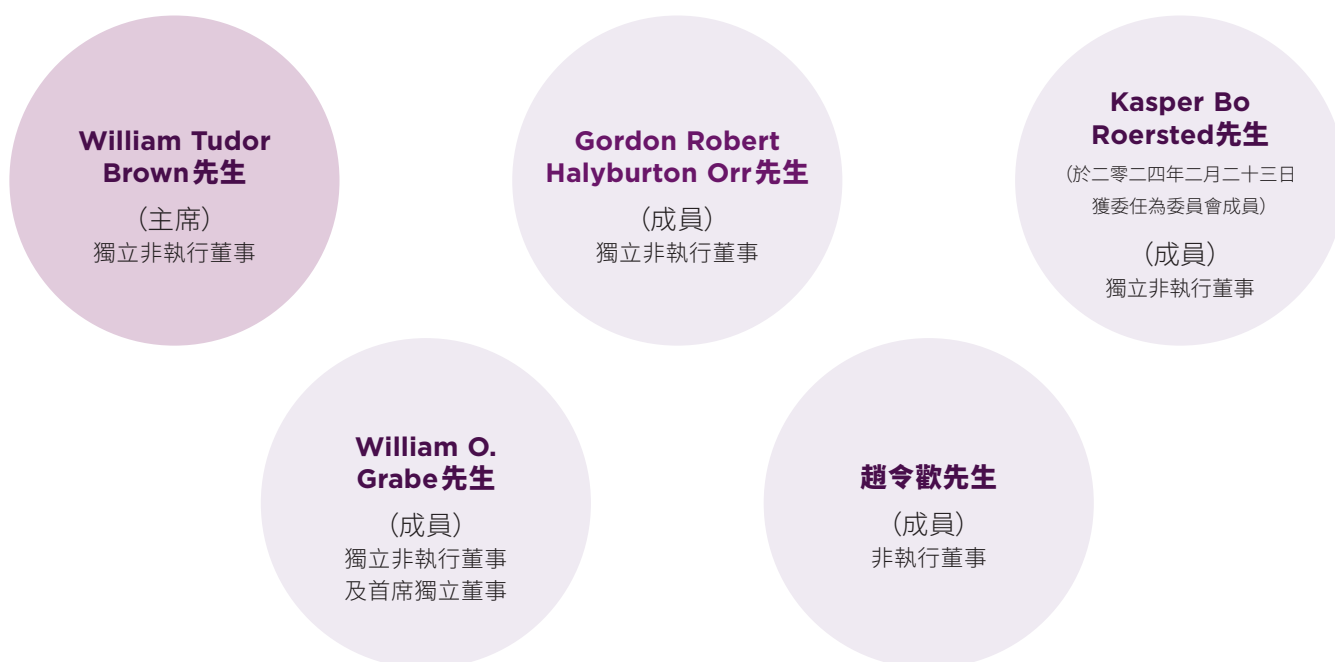 William Tudor
Brown先生
（主席）
獨立非執行董事
Gordon Robert
Halyburton Orr先生
（成員）
獨立非執行董事
Kasper Bo
Roersted先生
（於二零二四年二月二十三日
獲委任為委員會成員）
（成員）
獨立非執行董事
William O.
Grabe先生
（成員）
獨立非執行董事
及首席獨立董事
趙令歡先生
（成員）
非執行董事